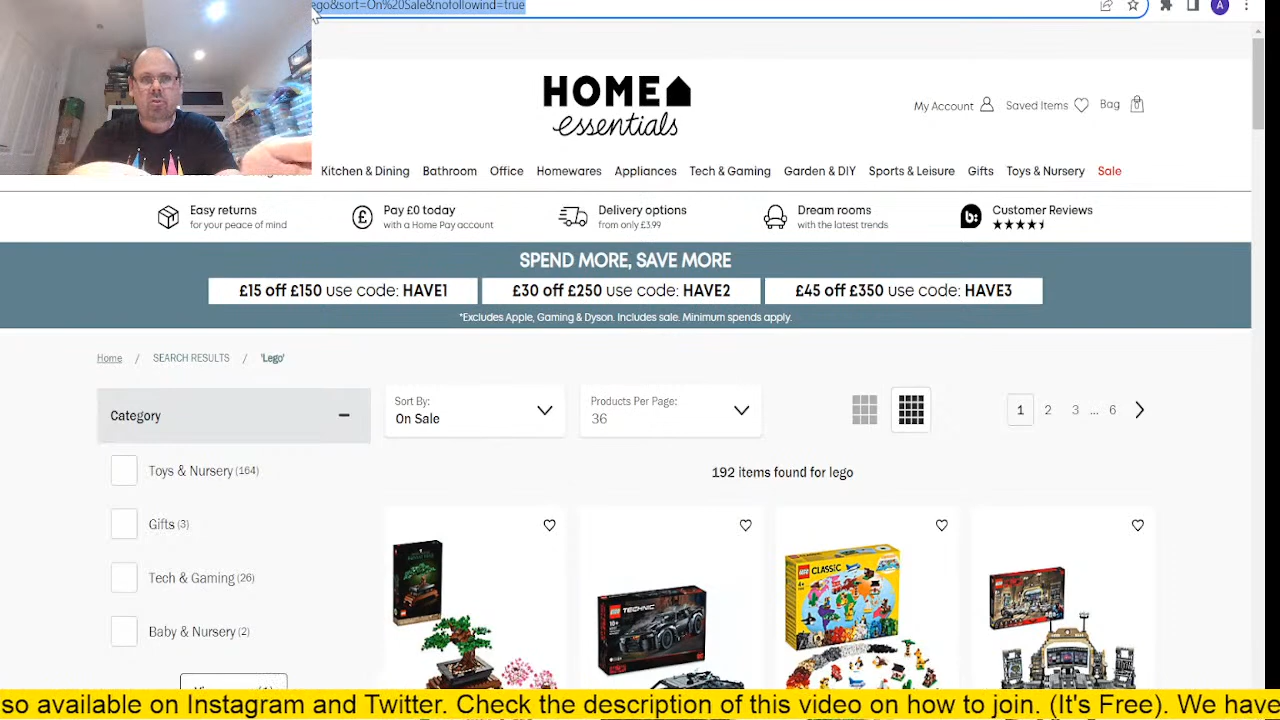 ego&sort=On%20Sale&nofollowind=true
A
HOME
essentials
My Account
Saved Items
Bag
Kitchen & Dining
Bathroom
Office
Homewares
Appliances
Tech & Gaming
Garden & DIY
Sports & Leisure
Gifts
Toys & Nursery
Sale
Easy returns
for your peace of mind
Pay £0 today
with a Home Pay account
Delivery options
from only £3.99
Dream rooms
with the latest trends
b:
Customer Reviews
SPEND MORE, SAVE MORE
£15 off £150 use code: HAVE1
£30 off £250 use code: HAVE2
£45 off £350 use code: HAVE3
*Excludes Apple, Gaming & Dyson. Includes sale. Minimum spends apply.
Home / SEARCH RESULTS / 'Lego'
Category
Sort By:
On Sale
Products Per Page:
36
1 2 3 ... 6
192 items found for lego
Toys & Nursery (164)
Gifts (3)
Tech & Gaming (26)
Baby & Nursery (2)
TECHNIC
CLASSIC
so available on Instagram and Twitter. Check the description of this video on how to join. (It's Free). We have